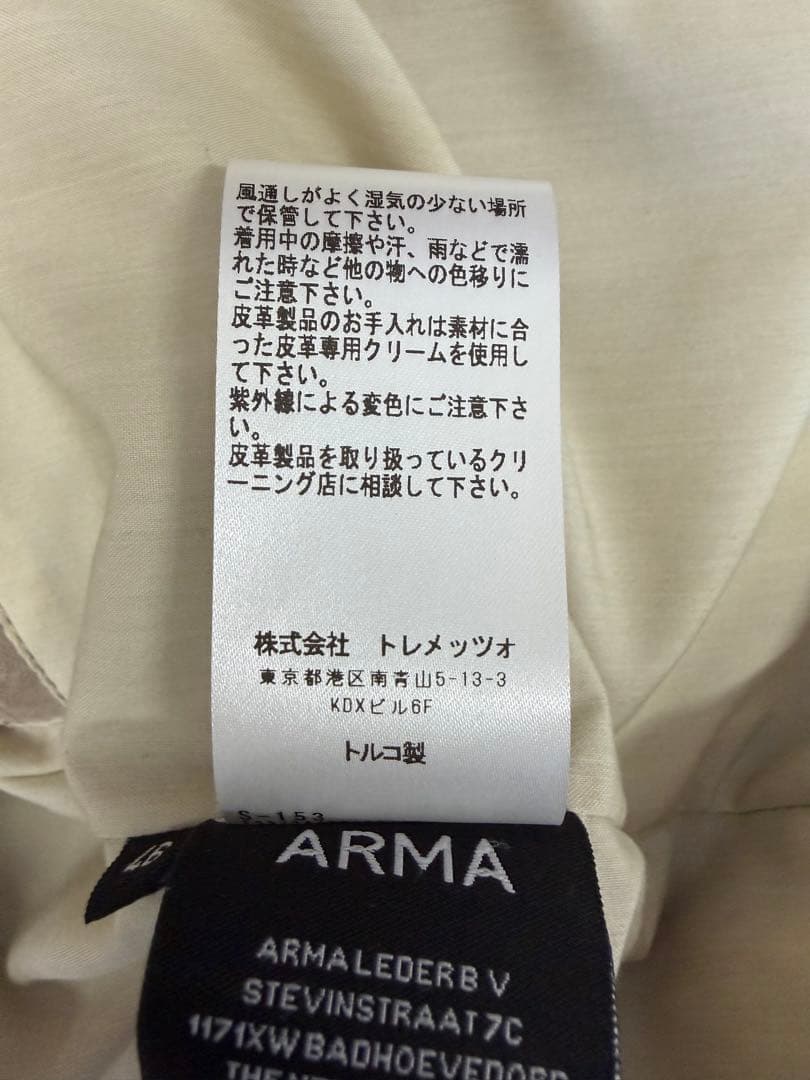 風通しがよく湿気の少ない場所
で保管して下さい。
着用中の摩擦や汗、雨などで濡
れた時など他の物への色移りに
ご注意下さい。
皮革製品のお手入れは素材に合
った皮革専用クリームを使用し
て下さい。
紫外線による変色にご注意下さ
い。
皮革製品を取り扱っているクリ
ーニング店に相談して下さい。
株式会社 トレメッツォ
東京都港区南青山5-13-3
KDXビル6F
トルコ製
S-153
46
ARMA
ARMALEDER B V
STEVINSTRAAT 7C
1171XW BADHOEVEDORP